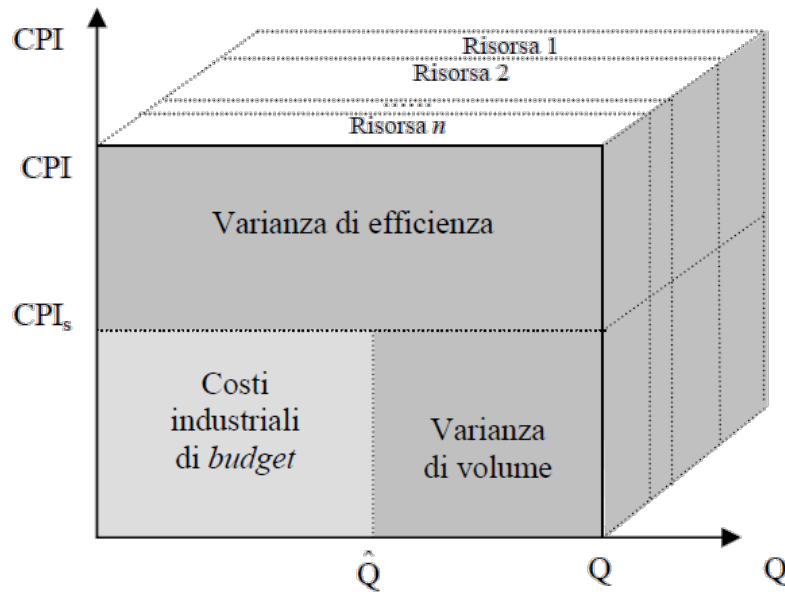 CPI
Risorsa 1
Risorsa 2
......
Risorsa n
CPI
Varianza di efficienza
CPIs
Costi
industriali
di budget
Varianza
di volume
Q̂
Q
Q